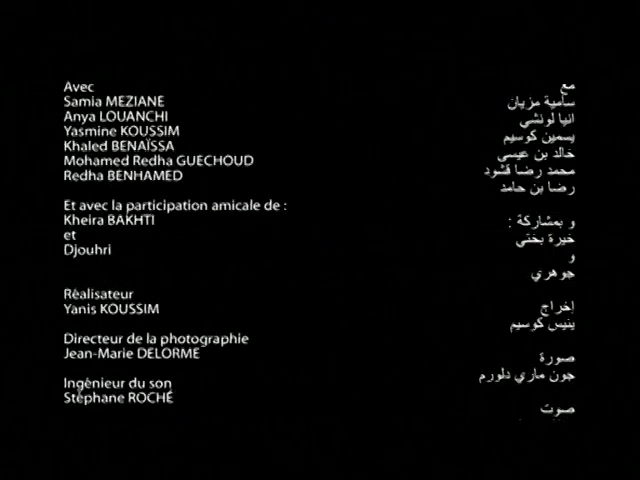 Avec
Samia MEZIANE
Anya LOUANCHI
Yasmine KOUSSIM
Khaled BENAÏSSA
Mohamed Redha GUECHOUD
Redha BENHAMED
Et avec la participation amicale de :
Kheira BAKHTI
et
Djouhri
Réalisateur
Yanis KOUSSIM
Directeur de la photographie
Jean-Marie DELORME
Ingénieur du son
Stéphane ROCHÉ
مع
سامية مزيان
انيا لونشي
يسمين كوسيم
خالد بن عيسى
محمد رضا قشود
رضا بن حامد
و بمشاركة :
خيرة بختي
و
جوهري
إخراج
ينيس كوسيم
صورة
جون ماري دلورم
صوت